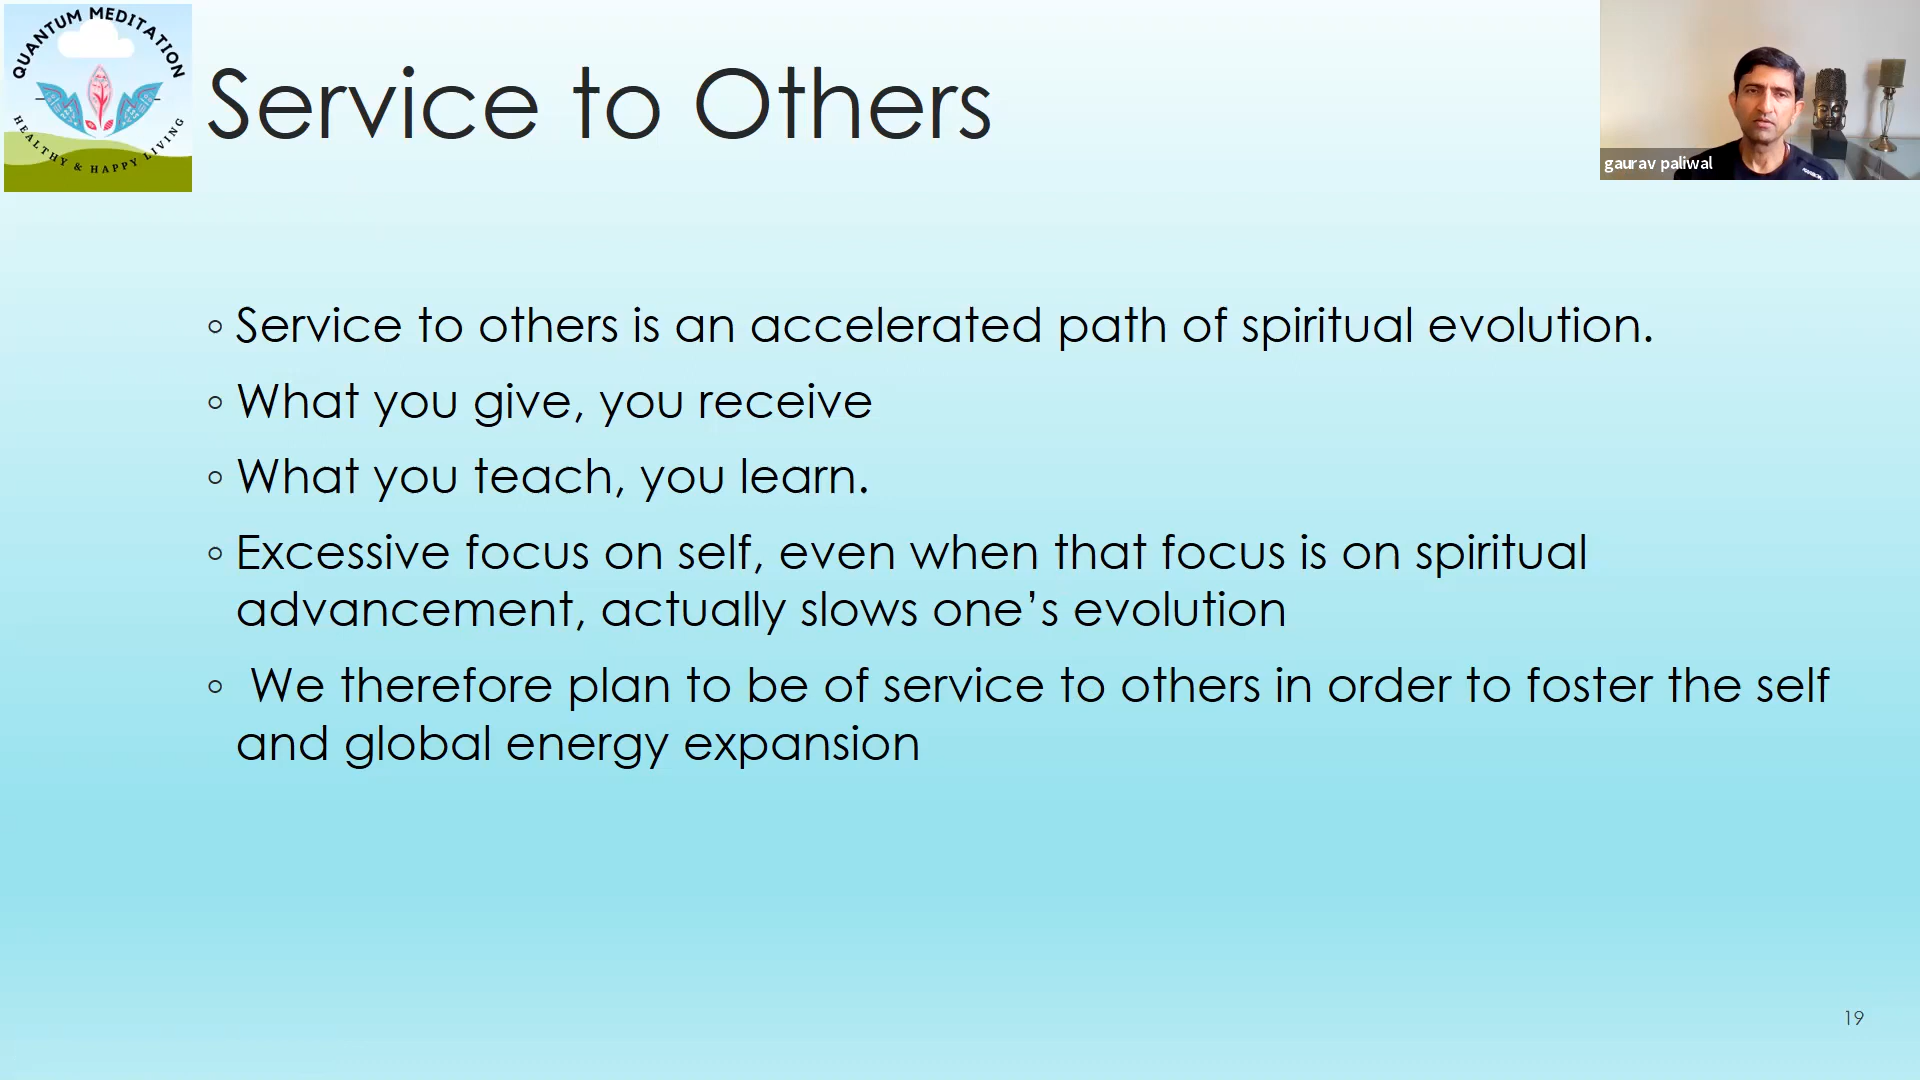 QUANTUM MEDITATION
HEALTHY & HAPPY LIVING
Service to Others
gaurav paliwal
◦ Service to others is an accelerated path of spiritual evolution.
◦ What you give, you receive
◦ What you teach, you learn.
◦ Excessive focus on self, even when that focus is on spiritual
advancement, actually slows one’s evolution
◦ We therefore plan to be of service to others in order to foster the self
and global energy expansion
19